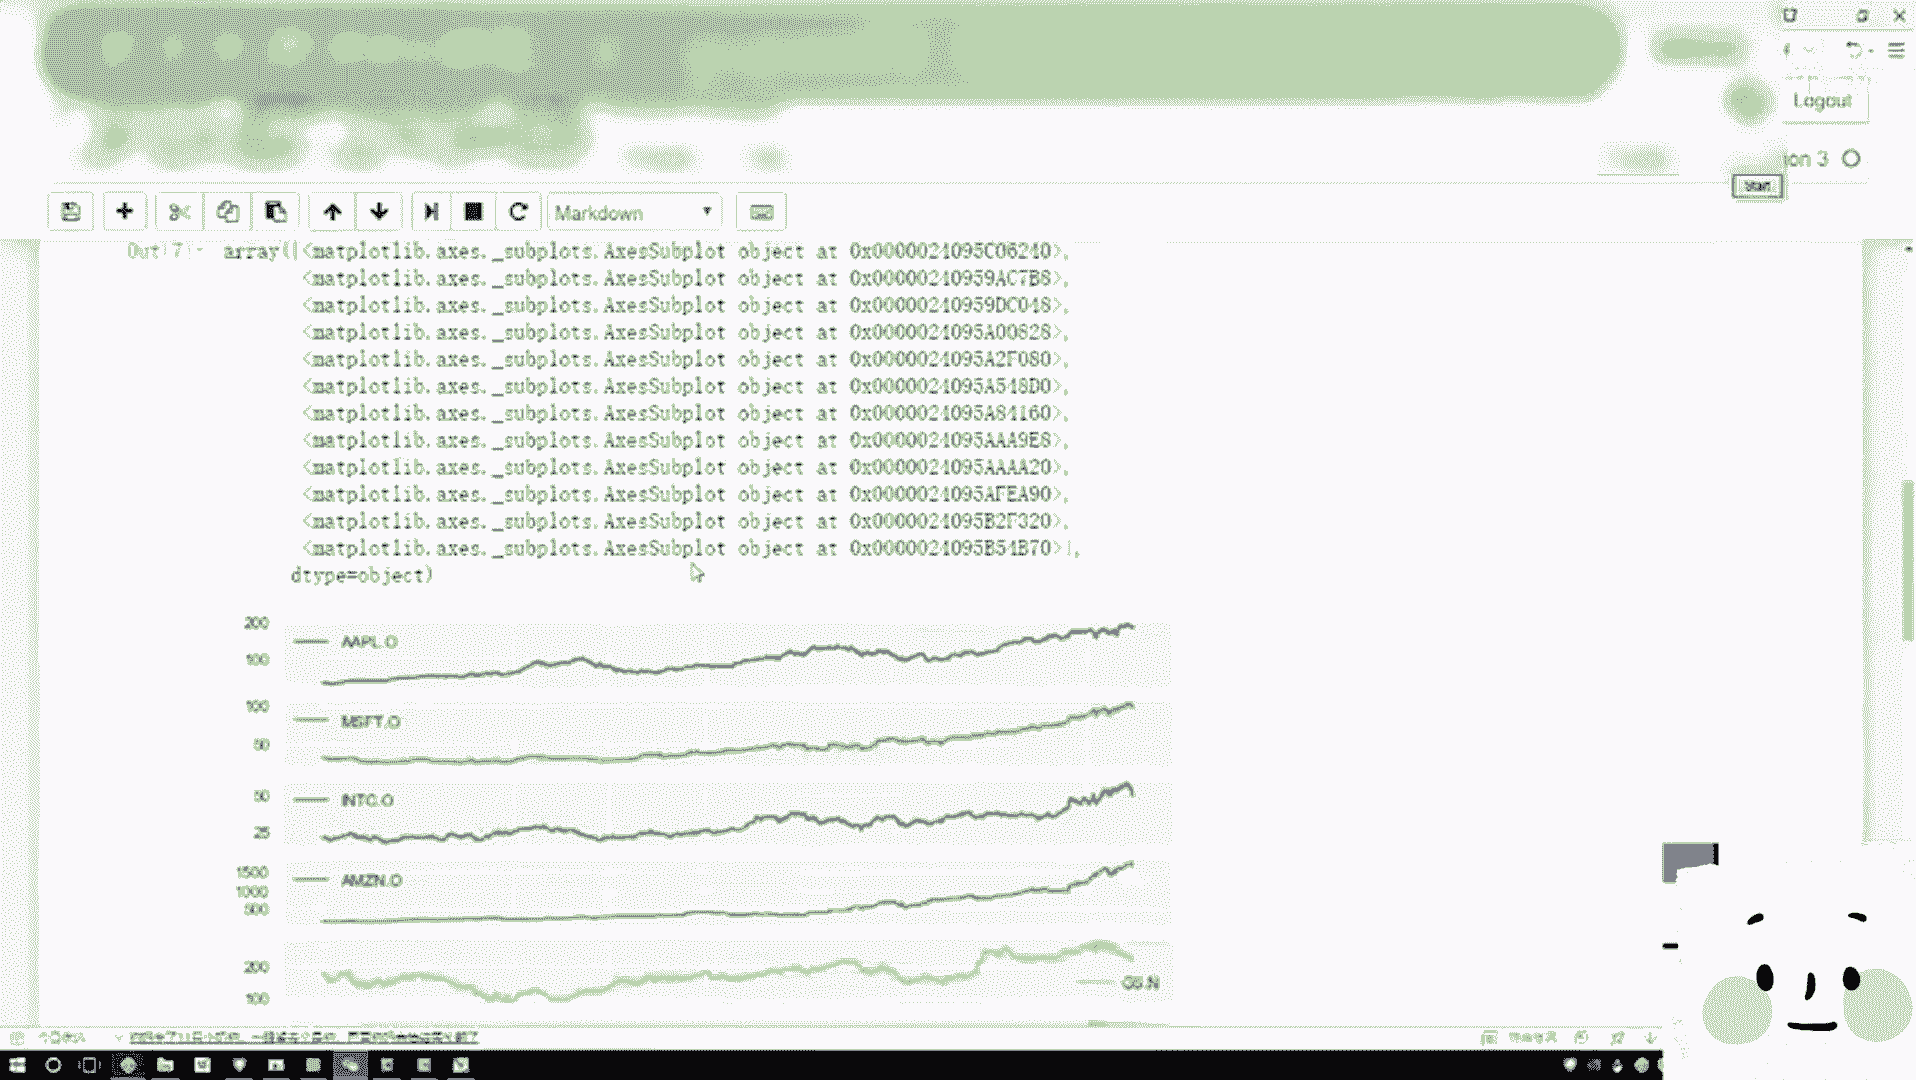 Logout
on 3
Start
Markdown
Out[7]: array([<matplotlib.axes._subplots.AxesSubplot object at 0x0000024095C06240>,
<matplotlib.axes._subplots.AxesSubplot object at 0x00000240959AC7B8>,
<matplotlib.axes._subplots.AxesSubplot object at 0x00000240959DC048>,
<matplotlib.axes._subplots.AxesSubplot object at 0x0000024095A00828>,
<matplotlib.axes._subplots.AxesSubplot object at 0x0000024095A2F080>,
<matplotlib.axes._subplots.AxesSubplot object at 0x0000024095A548D0>,
<matplotlib.axes._subplots.AxesSubplot object at 0x0000024095A84160>,
<matplotlib.axes._subplots.AxesSubplot object at 0x0000024095AAA9E8>,
<matplotlib.axes._subplots.AxesSubplot object at 0x0000024095AAAA20>,
<matplotlib.axes._subplots.AxesSubplot object at 0x0000024095AFEA90>,
<matplotlib.axes._subplots.AxesSubplot object at 0x0000024095B2F320>,
<matplotlib.axes._subplots.AxesSubplot object at 0x0000024095B54B70>],
dtype=object)
200
AAPL.O
100
100
MSFT.O
50
50
INTC.O
25
1500
AMZN.O
1000
500
200
GS.N
100